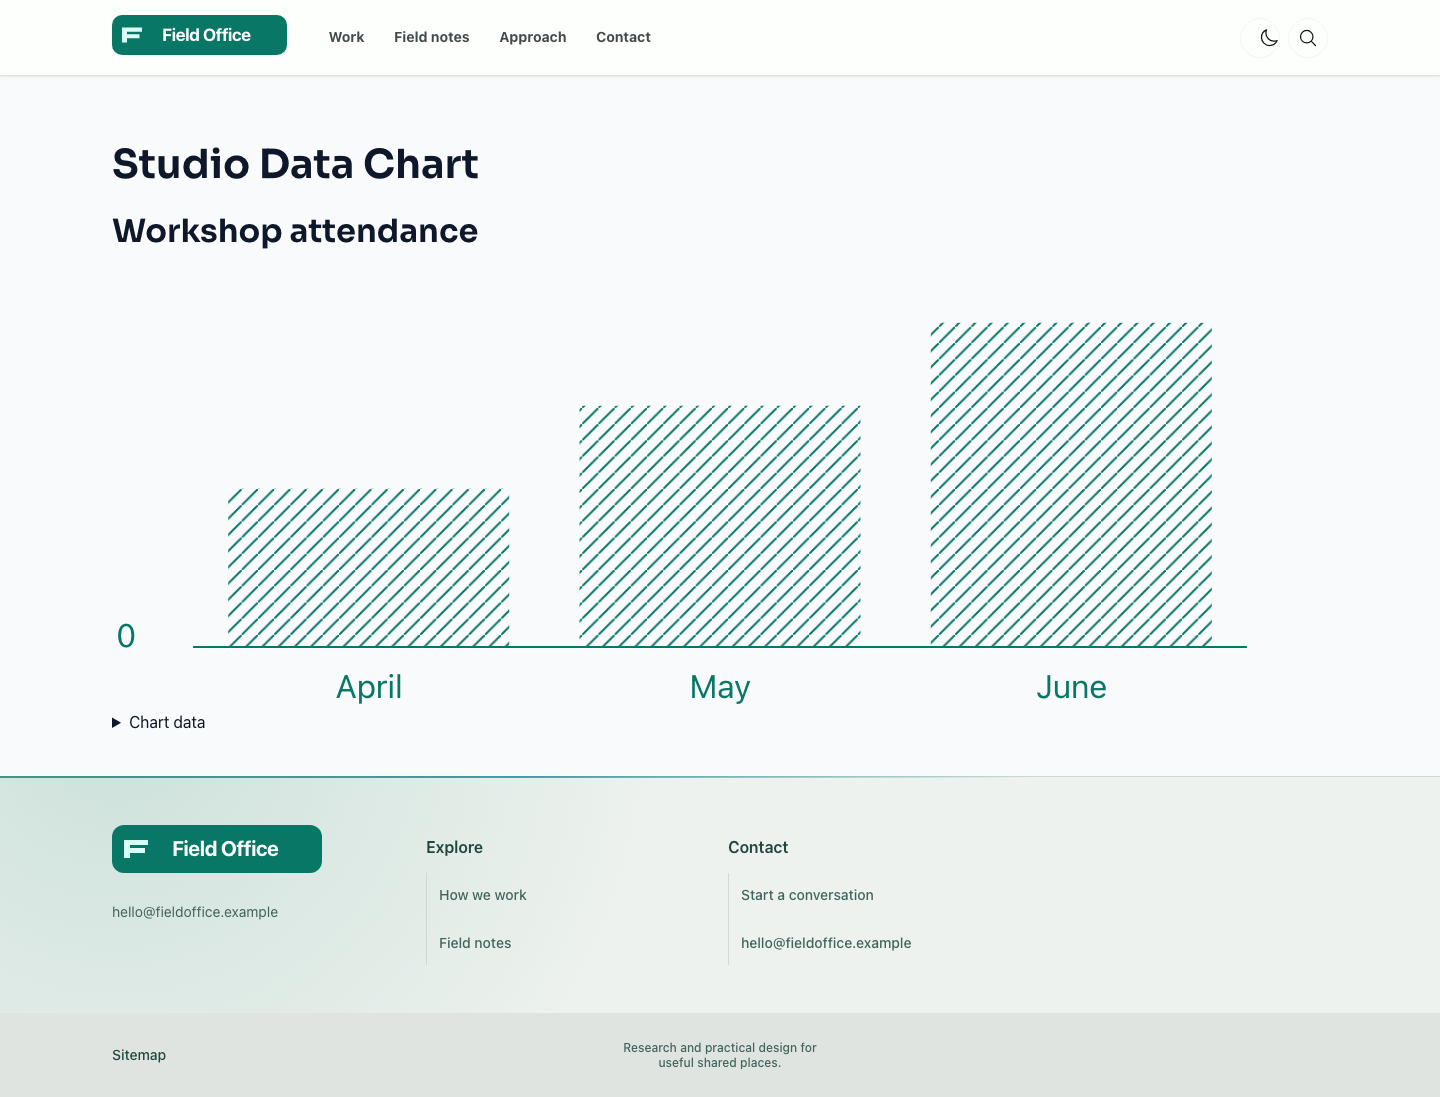 Field Office
Work
Field notes
Approach
Contact
Studio Data Chart
Workshop attendance
0
April
May
June
Chart data
Field Office
hello@fieldoffice.example
Explore
How we work
Field notes
Contact
Start a conversation
hello@fieldoffice.example
Sitemap
Research and practical design for
useful shared places.